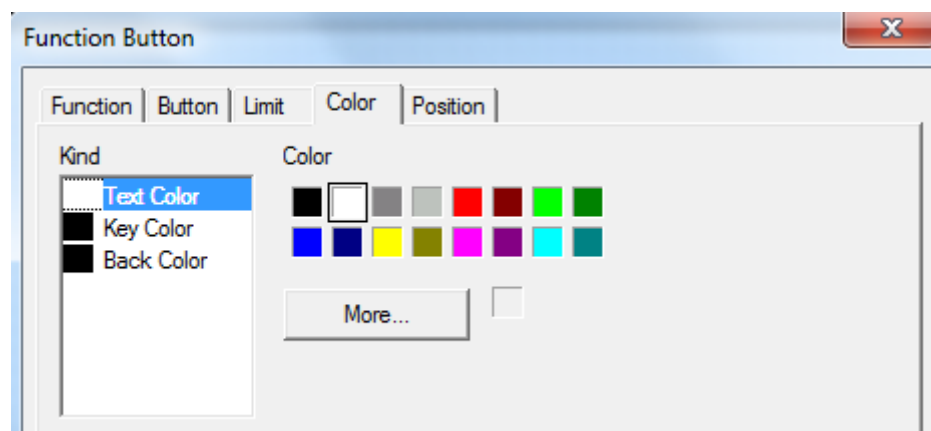 Function Button
Function Button Limit Color Position
Kind Color
Text Color
Key Color
Back Color
More...